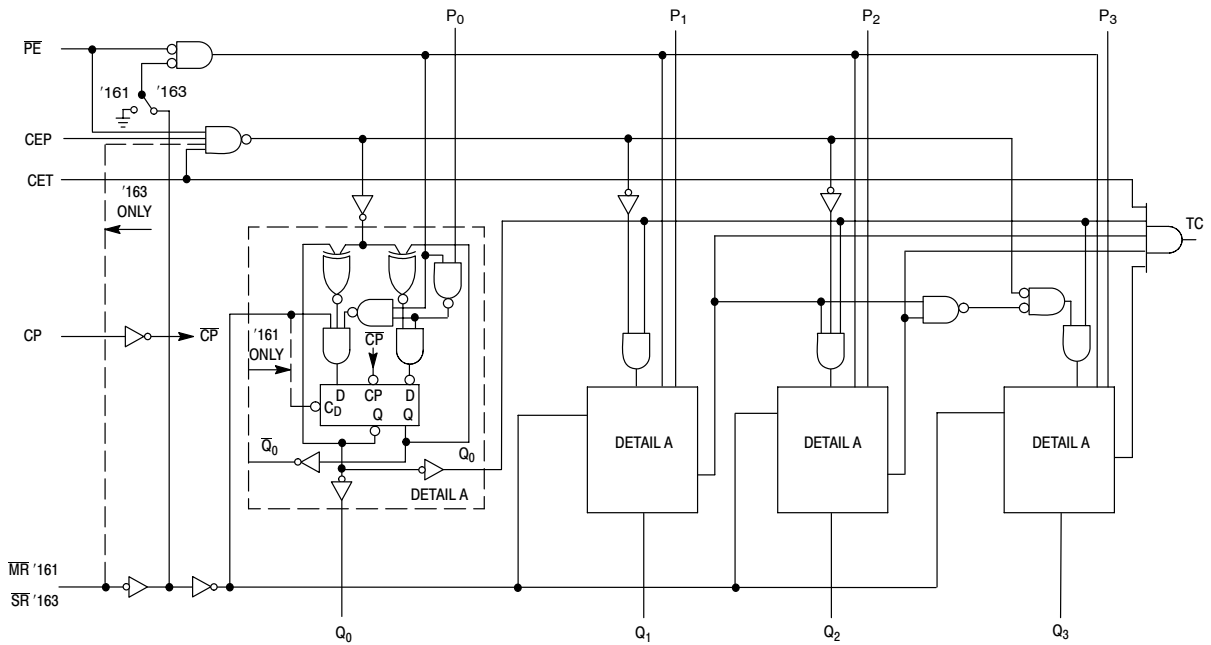 P0 P1 P2 P3
PE
'161 '163
CEP
CET
'163
ONLY
TC
CP CP
'161
ONLY
CP
D CP D
CD Q Q
Q0 Q0
DETAIL A
DETAIL A
DETAIL A
DETAIL A
MR '161
SR '163
Q0 Q1 Q2 Q3